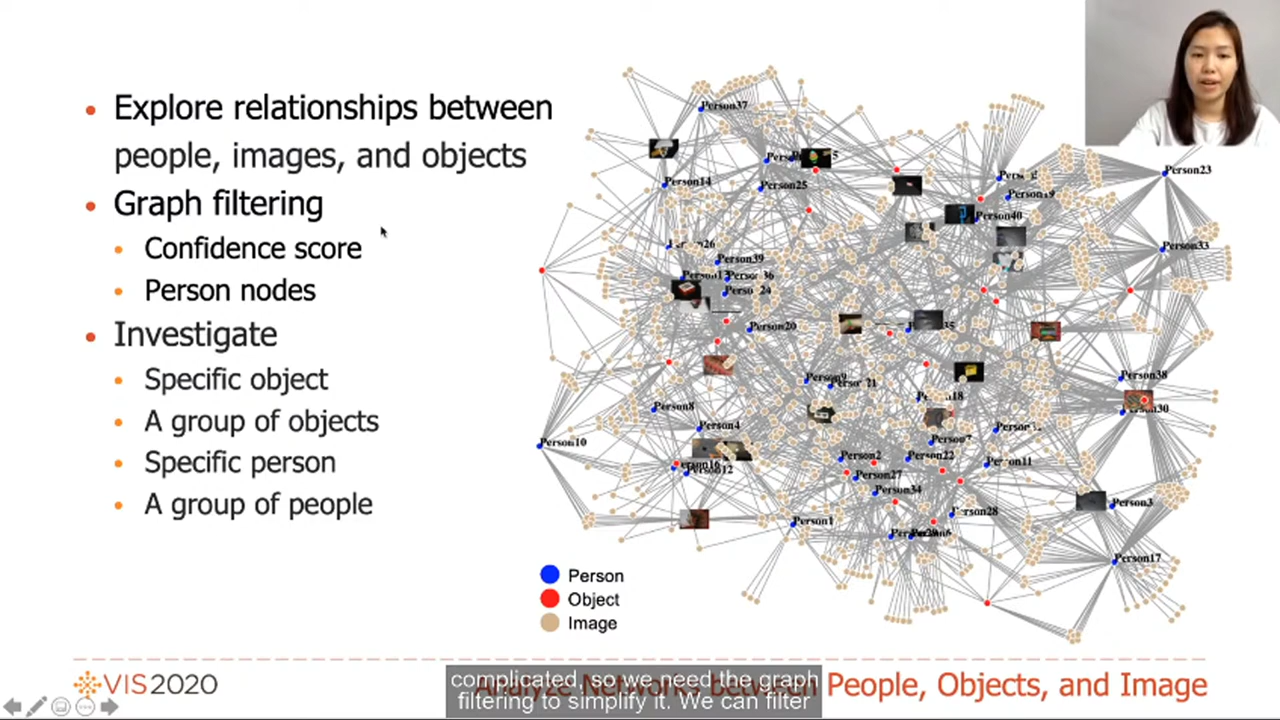 • Explore relationships between
people, images, and objects
• Graph filtering
• Confidence score
• Person nodes
• Investigate
• Specific object
• A group of objects
• Specific person
• A group of people
Person37
Person14
Person25
Person23
Person19
Person40
Person33
Person39
Person20
Person38
Person8
Person4
Person10
Person2
Person22
Person7
Person11
Person27
Person34
Person3
Person1
Person28
Person17
Person
Object
Image
VIS2020
People, Objects, and Image
complicated, so we need the graph
filtering to simplify it. We can filter